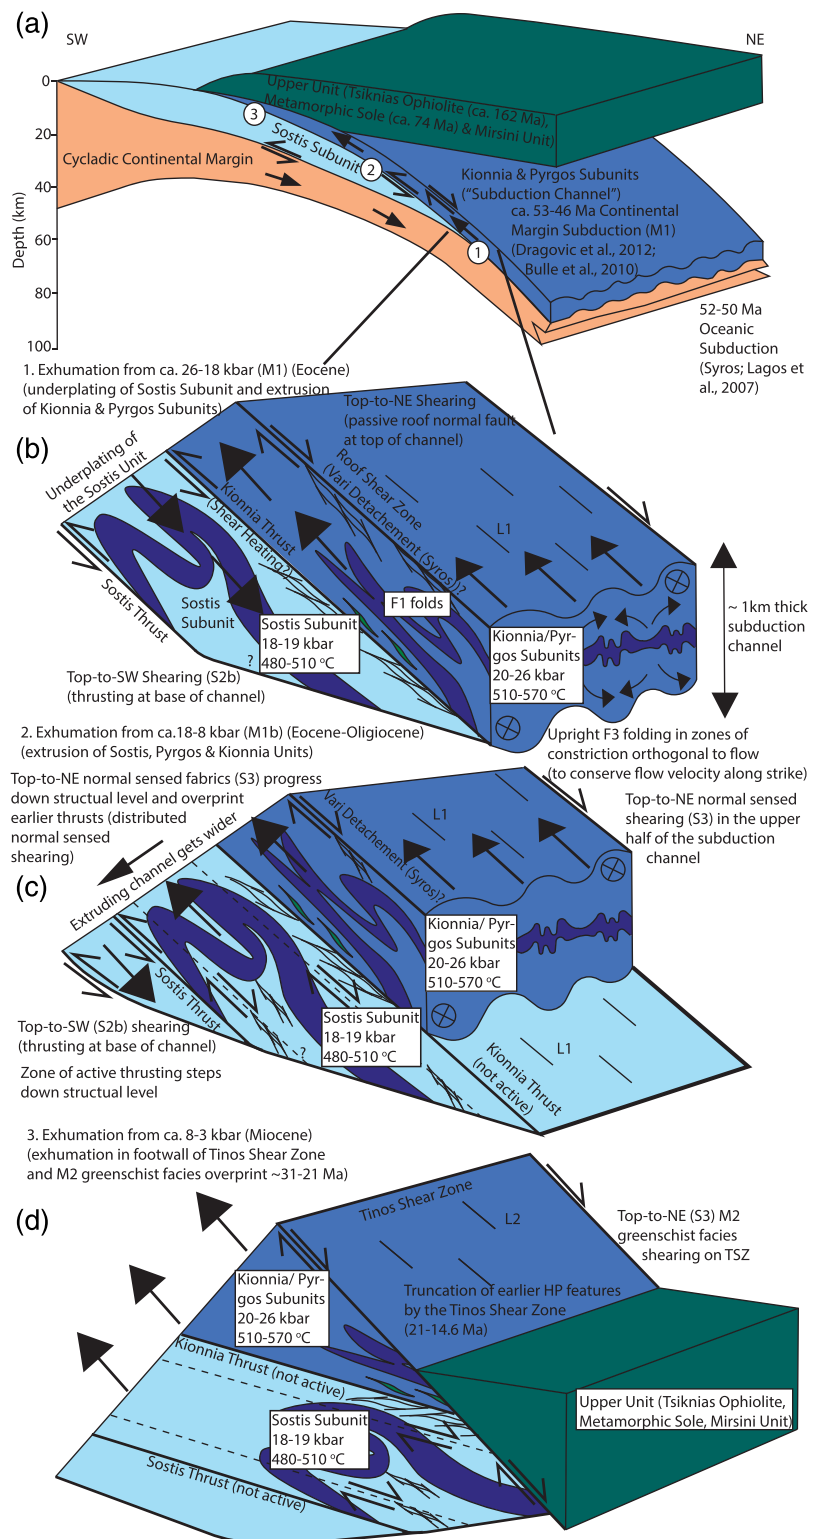 (a)
SW
NE
0
20
40
60
80
100
Depth (km)
Upper Unit (Tsiknias Ophiolite (ca. 162 Ma),
Metamorphic Sole (ca. 74 Ma) & Mirsini Unit)
3
Sostis Subunit
2
Cycladic Continental Margin
Kionnia & Pyrgos Subunits
("Subduction Channel")
ca. 53-46 Ma Continental
Margin Subduction (M1)
(Dragovic et al., 2012;
Bulle et al., 2010)
1
52-50 Ma
Oceanic
Subduction
(Syros; Lagos et
al., 2007)
1. Exhumation from ca. 26-18 kbar (M1) (Eocene)
(underplating of Sostis Subunit and extrusion
of Kionnia & Pyrgos Subunits)
(b)
Top-to-NE Shearing
(passive roof normal fault
at top of channel)
Underplating of
the Sostis Unit
Roof Shear Zone
(Vari Detachement (Syros))?
Kionnia Thrust
(Shear Heating?)
L1
F1 folds
Sostis Thrust
Sostis
Subunit
Sostis Subunit
18-19 kbar
480-510 ºC
?
Kionnia/Pyr-
gos Subunits
20-26 kbar
510-570 ºC
~ 1km thick
subduction
channel
Top-to-SW Shearing (S2b)
(thrusting at base of channel)
2. Exhumation from ca.18-8 kbar (M1b) (Eocene-Oligiocene)
(extrusion of Sostis, Pyrgos & Kionnia Units)
Upright F3 folding in zones of
constriction orthogonal to flow
(to conserve flow velocity along strike)
Top-to-NE normal sensed fabrics (S3) progress
down structual level and overprint
earlier thrusts (distributed
normal sensed
shearing)
Top-to-NE normal sensed
shearing (S3) in the upper
half of the subduction
channel
(c)
Extruding channel gets wider
Vari Detachement (Syros)?
L1
Kionnia/ Pyr-
gos Subunits
20-26 kbar
510-570 ºC
Sostis Thrust
Sostis Subunit
18-19 kbar
480-510 ºC
?
Kionnia Thrust
(not active)
L1
Top-to-SW (S2b) shearing
(thrusting at base of channel)
Zone of active thrusting steps
down structual level
3. Exhumation from ca. 8-3 kbar (Miocene)
(exhumation in footwall of Tinos Shear Zone
and M2 greenschist facies overprint ~31-21 Ma)
(d)
Tinos Shear Zone
L2
Top-to-NE (S3) M2
greenschist facies
shearing on TSZ
Kionnia/ Pyr-
gos Subunits
20-26 kbar
510-570 ºC
Truncation of earlier HP features
by the Tinos Shear Zone
(21-14.6 Ma)
Kionnia Thrust (not active)
Sostis Subunit
18-19 kbar
480-510 ºC
Sostis Thrust (not active)
Upper Unit (Tsiknias Ophiolite,
Metamorphic Sole, Mirsini Unit)